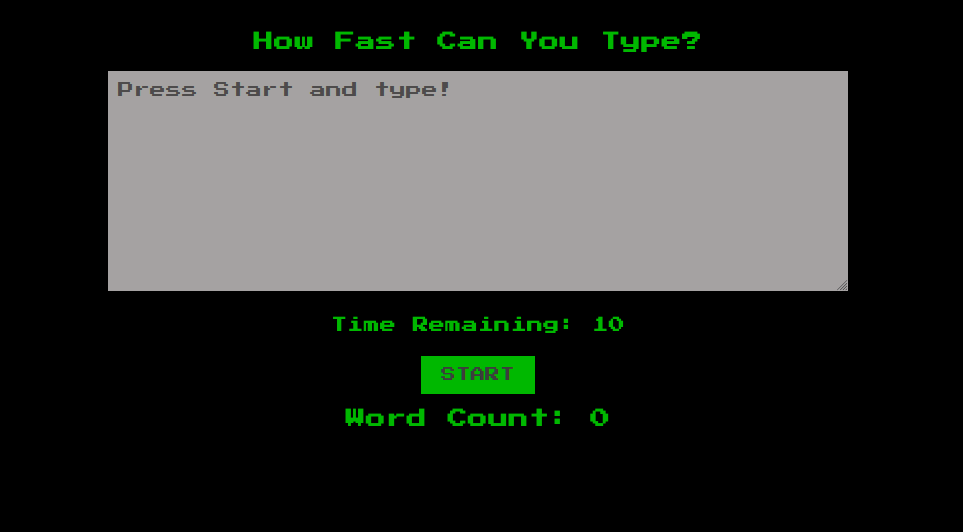 How Fast Can You Type?
Press Start and type!
Time Remaining: 10
START
Word Count: 0